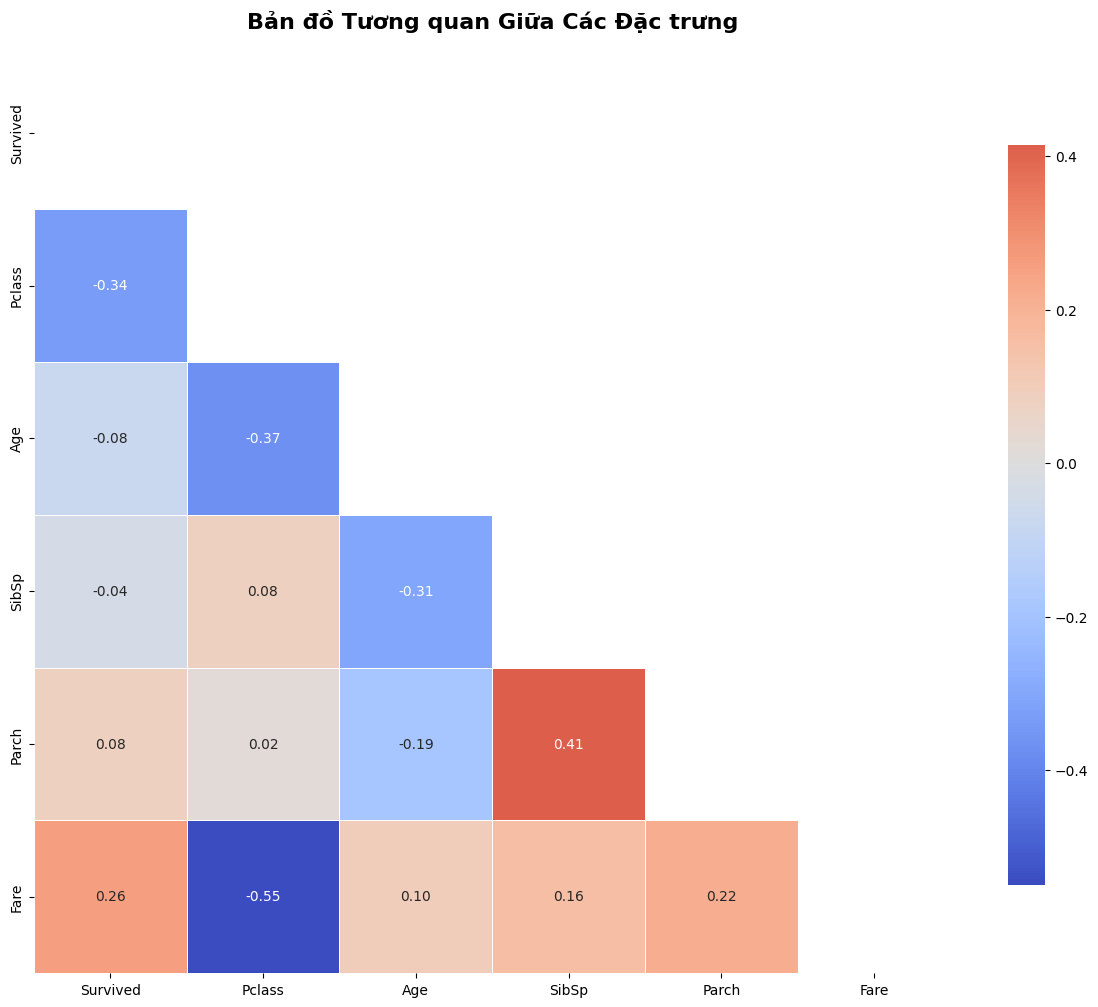 Bản đồ Tương quan Giữa Các Đặc trưng
Survived
Pclass -0.34
Age -0.08 -0.37
SibSp -0.04 0.08 -0.31
Parch 0.08 0.02 -0.19 0.41
Fare 0.26 -0.55 0.10 0.16 0.22
Survived Pclass Age SibSp Parch Fare
0.4
0.2
0.0
−0.2
−0.4